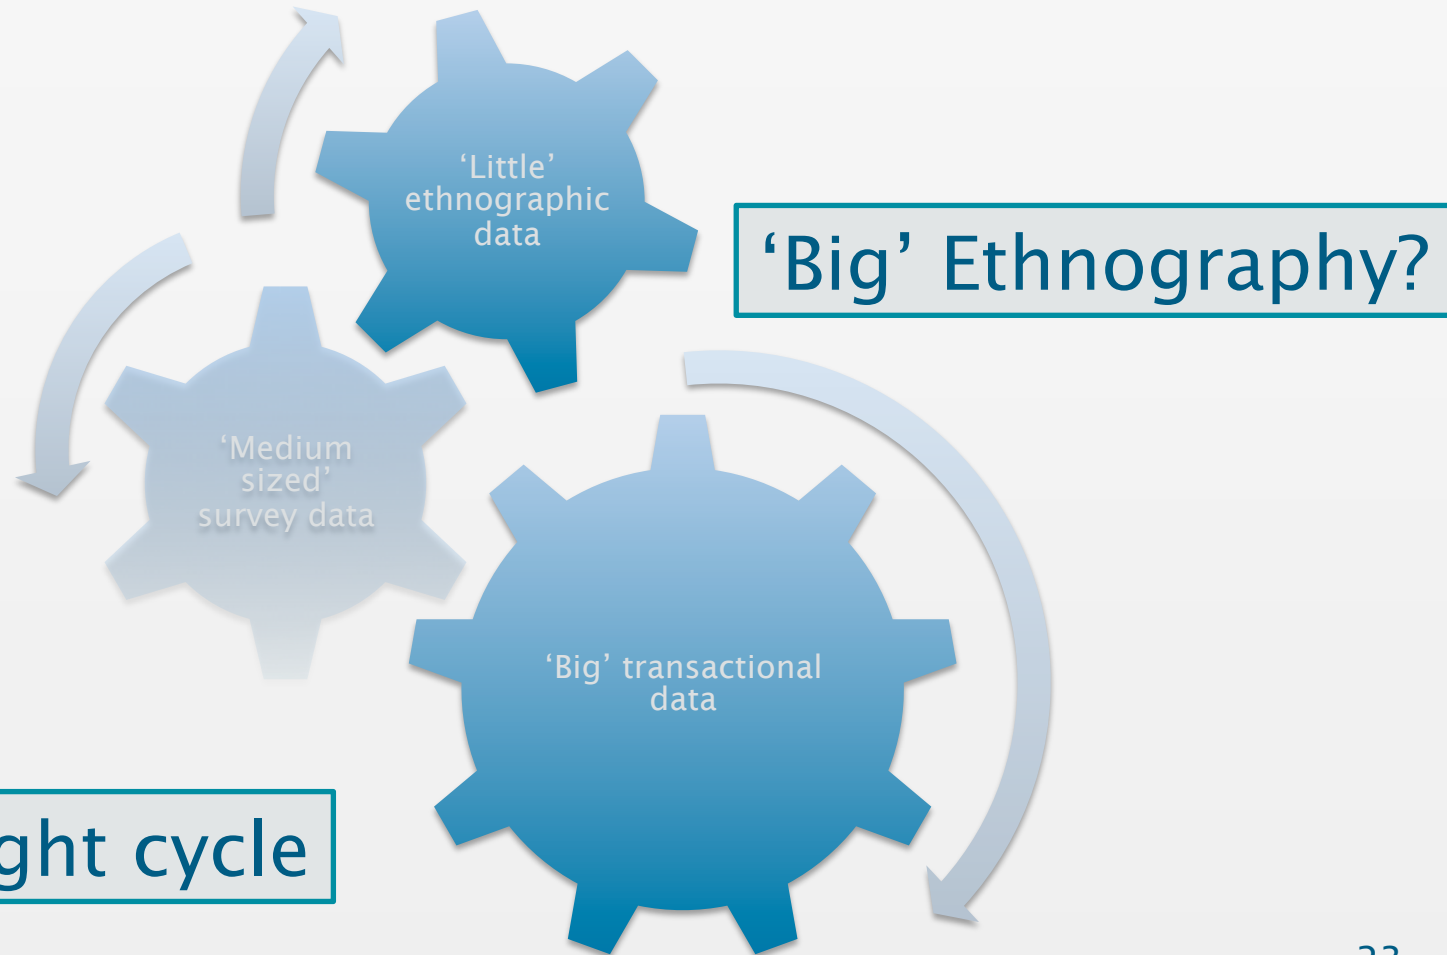 ‘Little’
ethnographic
data
‘Big’ Ethnography?
‘Medium
sized’
survey data
‘Big’ transactional
data
ght cycle